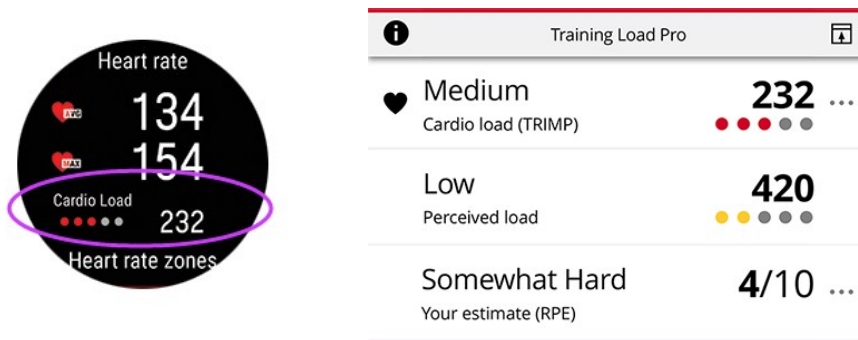 Heart rate
AVG 134
MAX 154
Cardio Load
232
Heart rate zones
Training Load Pro
Medium 232
Cardio load (TRIMP)
Low 420
Perceived load
Somewhat Hard 4/10
Your estimate (RPE)